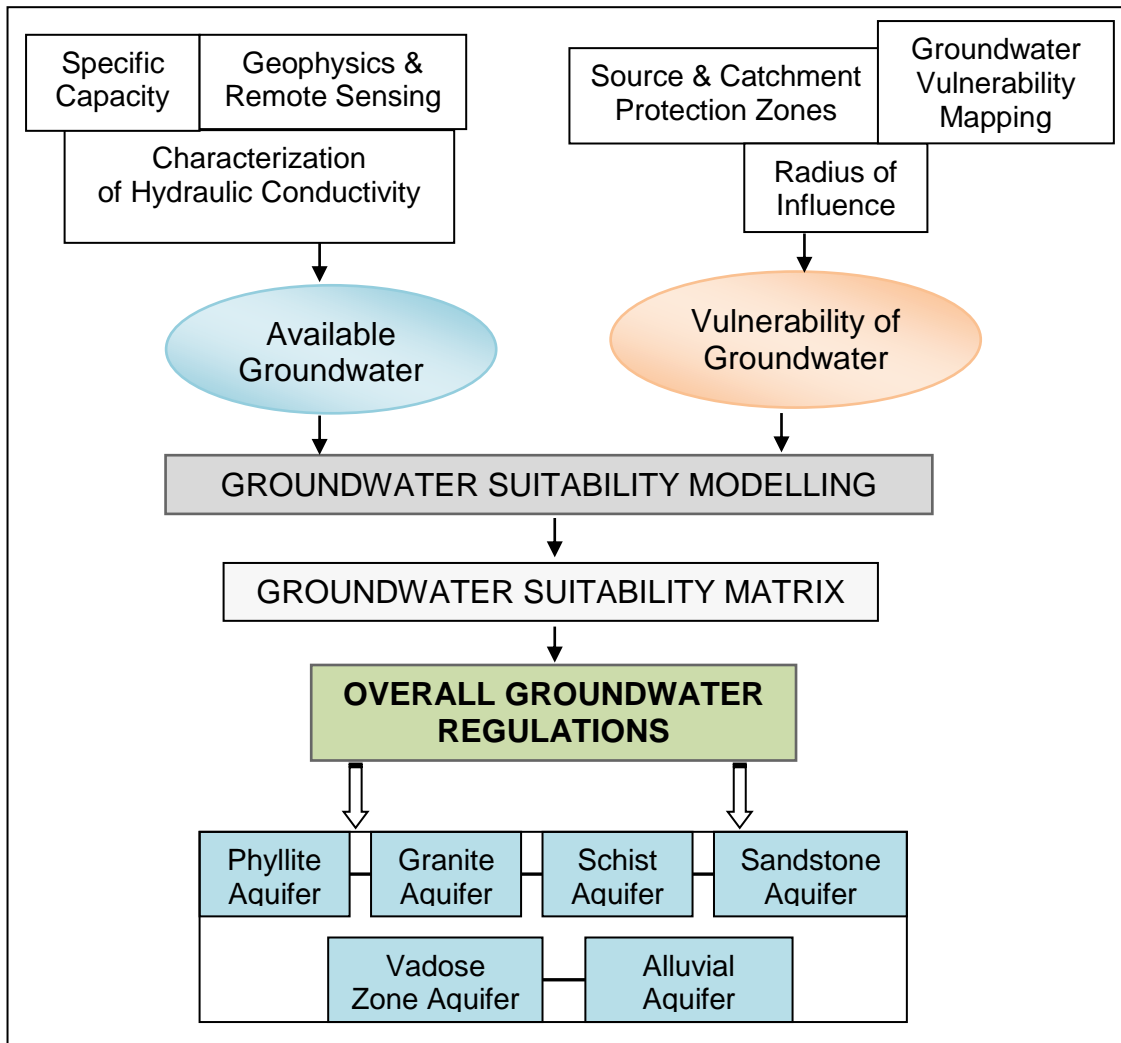 Specific
Capacity
Geophysics &
Remote Sensing
Characterization
of Hydraulic Conductivity
Source & Catchment
Protection Zones
Groundwater
Vulnerability
Mapping
Radius of
Influence
Available
Groundwater
Vulnerability of
Groundwater
GROUNDWATER SUITABILITY MODELLING
GROUNDWATER SUITABILITY MATRIX
OVERALL GROUNDWATER
REGULATIONS
Phyllite
Aquifer
Granite
Aquifer
Schist
Aquifer
Sandstone
Aquifer
Vadose
Zone Aquifer
Alluvial
Aquifer